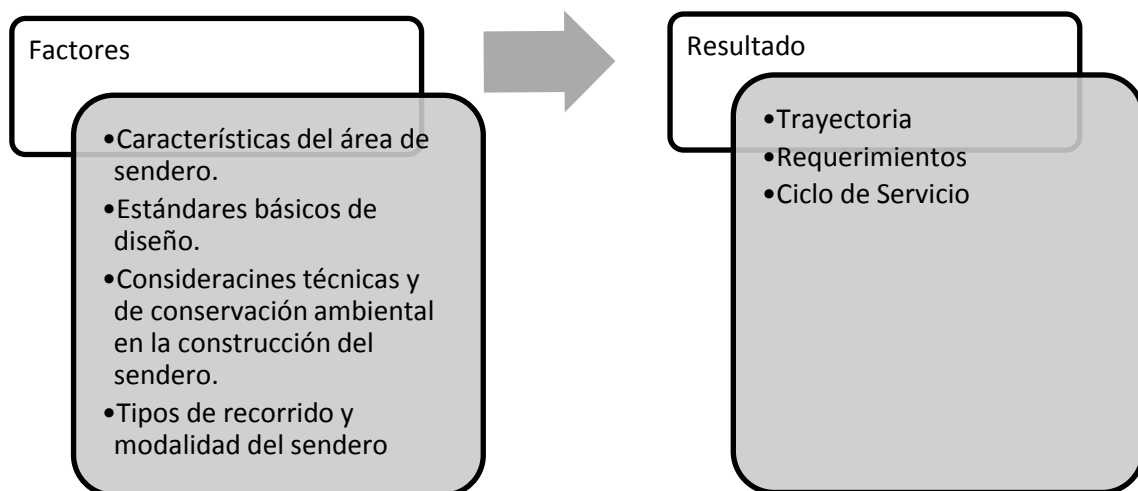 Factores
•Características del área de
sendero.
•Estándares básicos de
diseño.
•Consideracines técnicas y
de conservación ambiental
en la construcción del
sendero.
•Tipos de recorrido y
modalidad del sendero
Resultado
•Trayectoria
•Requerimientos
•Ciclo de Servicio